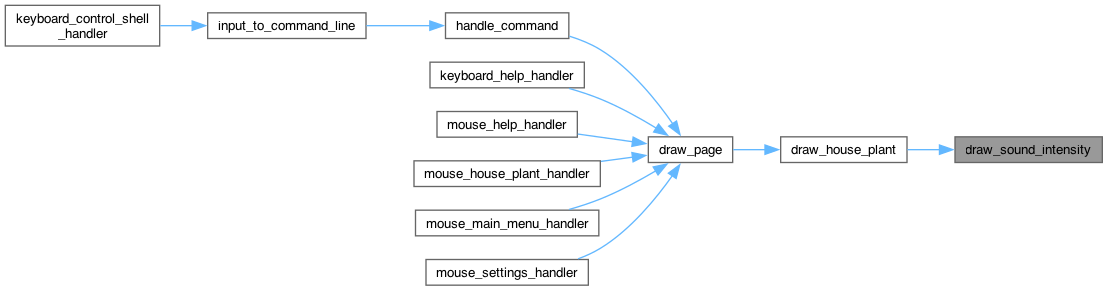 keyboard_control_shell
_handler
input_to_command_line
handle_command
keyboard_help_handler
mouse_help_handler
draw_page
draw_house_plant
draw_sound_intensity
mouse_house_plant_handler
mouse_main_menu_handler
mouse_settings_handler